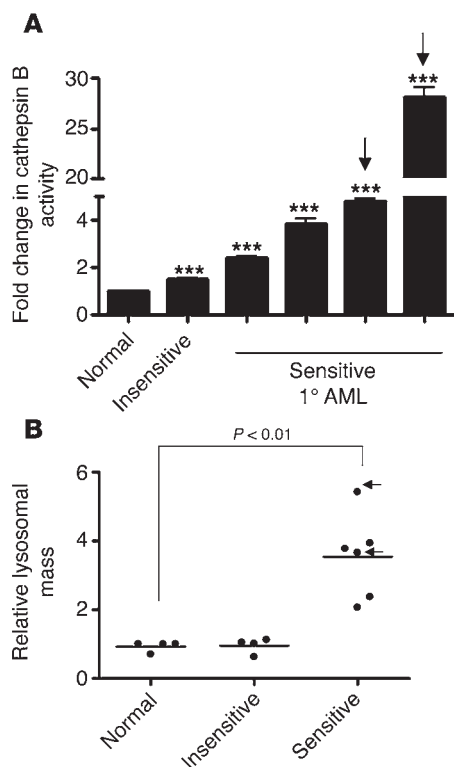 A
Fold change in cathepsin B
activity
30
25
20
4
2
0
***
***
***
***
***
Normal
Insensitive
Sensitive
1° AML
B
P < 0.01
Relative lysosomal
mass
6
4
2
0
Normal
Insensitive
Sensitive